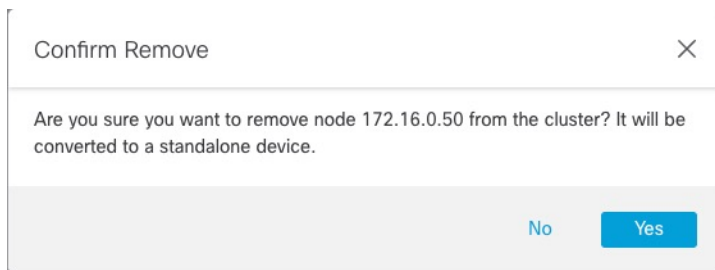 Confirm Remove
Are you sure you want to remove node 172.16.0.50 from the cluster? It will be
converted to a standalone device.
No
Yes